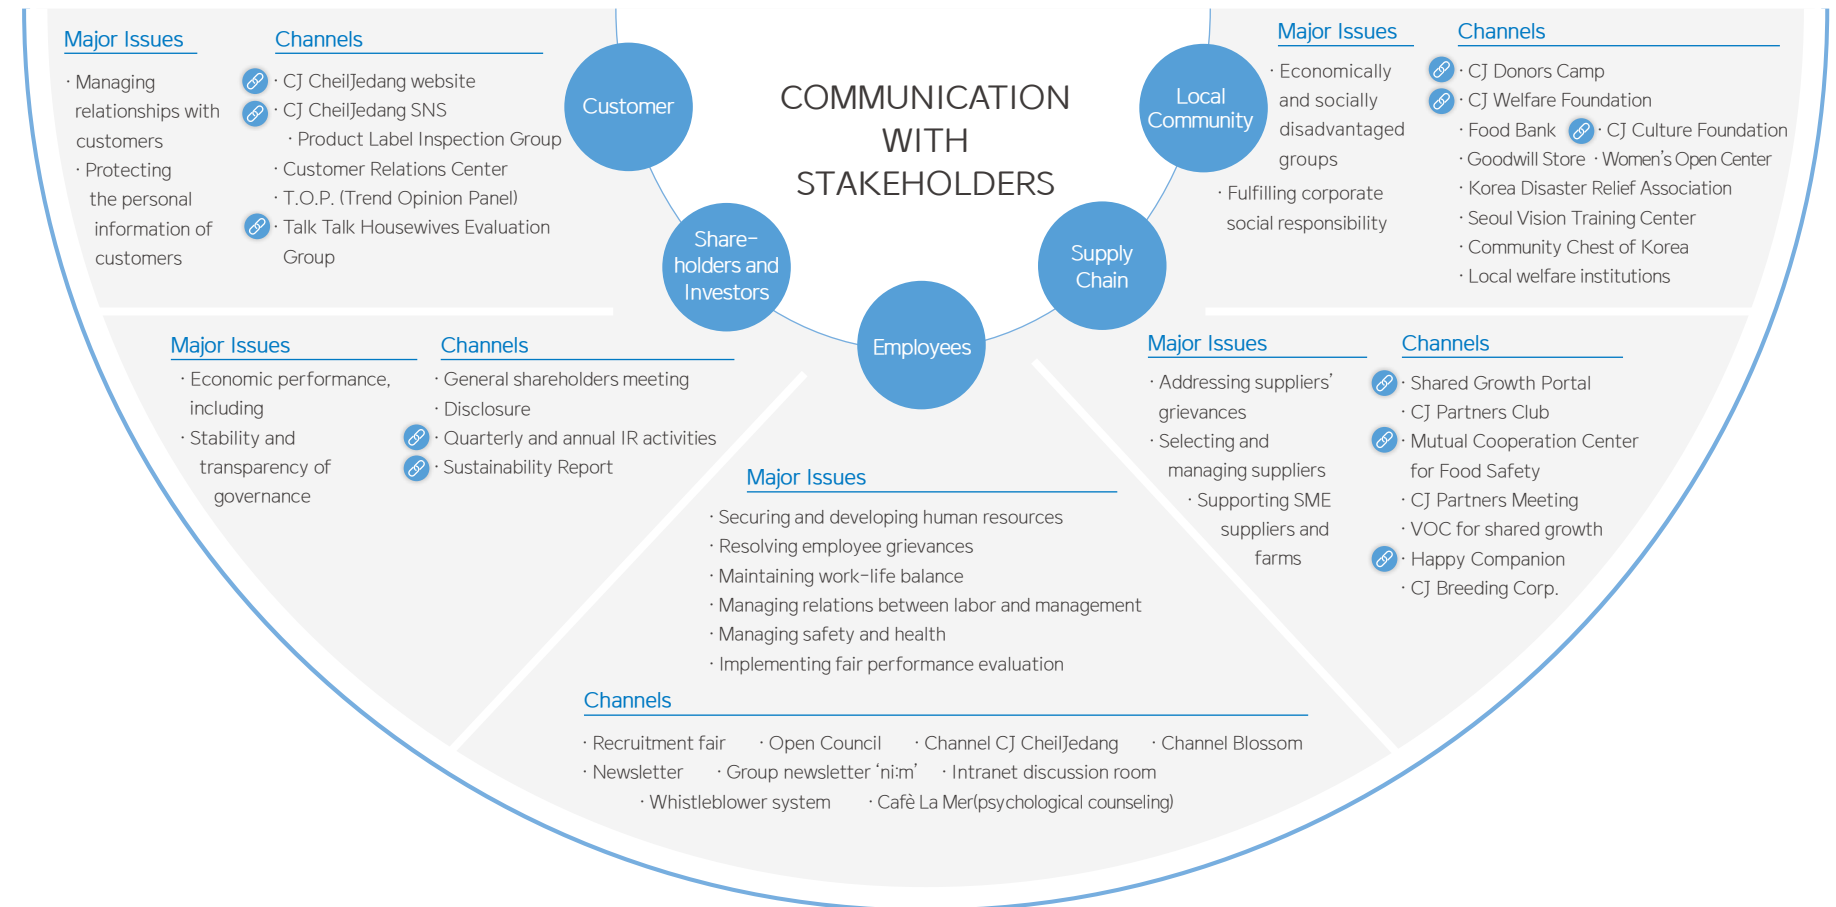 COMMUNICATION
WITH
STAKEHOLDERS
Customer
Major Issues
· Managing
relationships with
customers
· Protecting
the personal
information of
customers
Channels
· CJ CheilJedang website
· CJ CheilJedang SNS
· Product Label Inspection Group
· Customer Relations Center
· T.O.P. (Trend Opinion Panel)
· Talk Talk Housewives Evaluation
Group
Share-
holders and
Investors
Major Issues
· Economic performance,
including
· Stability and
transparency of
governance
Channels
· General shareholders meeting
· Disclosure
· Quarterly and annual IR activities
· Sustainability Report
Employees
Major Issues
· Securing and developing human resources
· Resolving employee grievances
· Maintaining work-life balance
· Managing relations between labor and management
· Managing safety and health
· Implementing fair performance evaluation
Channels
· Recruitment fair · Open Council · Channel CJ CheilJedang · Channel Blossom
· Newsletter · Group newsletter ‘ni:m’ · Intranet discussion room
· Whistleblower system · Cafè La Mer(psychological counseling)
Supply
Chain
Major Issues
· Addressing suppliers’
grievances
· Selecting and
managing suppliers
· Supporting SME
suppliers and
farms
Channels
· Shared Growth Portal
· CJ Partners Club
· Mutual Cooperation Center
for Food Safety
· CJ Partners Meeting
· VOC for shared growth
· Happy Companion
· CJ Breeding Corp.
Local
Community
Major Issues
· Economically
and socially
disadvantaged
groups
· Fulfilling corporate
social responsibility
Channels
· CJ Donors Camp
· CJ Welfare Foundation
· Food Bank · CJ Culture Foundation
· Goodwill Store · Women’s Open Center
· Korea Disaster Relief Association
· Seoul Vision Training Center
· Community Chest of Korea
· Local welfare institutions